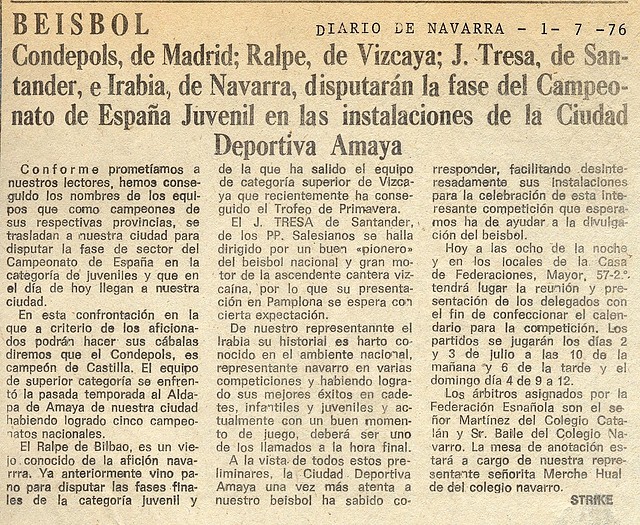 BEISBOL
DIARIO DE NAVARRA - 1- 7 -76
Condepols, de Madrid; Ralpe, de Vizcaya; J. Tresa, de San-
tander, e Irabia, de Navarra, disputarán la fase del Campeo-
nato de España Juvenil en las instalaciones de la Ciudad
Deportiva Amaya
Conforme prometíamos a
nuestros lectores, hemos conse-
guido los nombres de los equi-
pos que como campeones de
sus respectivas provincias, se
trasladan a nuestra ciudad para
disputar la fase de sector del
Campeonato de España en la
categoría de juveniles y que en
el día de hoy llegan a nuestra
ciudad.
En esta confrontación en la
que a criterio de los aficiona-
dos podrán hacer sus cábalas
diremos que el Condepols, es
campeón de Castilla. El equipo
de superior categoría se enfren-
tó la pasada temporada al Alda-
pa de Amaya de nuestra ciudad
habiendo logrado cinco campeo-
natos nacionales.
El Ralpe de Bilbao, es un vie-
jo conocido de la afición nava-
rrra. Ya anteriormente vino pa-
no para disputar las fases fina-
les de la categoría juvenil y
de la que ha salido el equipo
de categoría superior de Vizca-
ya que recientemente ha con-
seguido el Trofeo de Primavera.
El J. TRESA de Santander,
de los PP. Salesianos se halla
dirigido por un buen «pionero»
del beisbol nacional y gran mo-
tor de la ascendente cantera viz-
caína, por lo que su presenta-
ción en Pamplona se espera con
cierta expectación.
De nuestro representannte el
Irabia su historial es harto co-
nocido en el ambiente nacional,
representante navarro en varias
competiciones y habiendo logra-
do sus mejores éxitos en cade-
tes, infantiles y juveniles y ac-
tualmente con un buen momen-
to de juego, deberá ser uno
de los llamados a la hora final.
A la vista de todos estos pre-
liminares, la Ciudad Deportiva
Amaya una vez más atenta a
nuestro beisbol ha sabido co-
rresponder, facilitando desinte-
resadamente sus instalaciones
para la celebración de esta inte-
resante competición que espera-
mos ha de ayudar a la divulga-
ción del beisbol.
Hoy a las ocho de la noche
y en los locales de la Casa
de Federaciones, Mayor, 57-2.º.
tendrá lugar la reunión y pre-
sentación de los delegados con
el fin de confeccionar el calen-
dario para la competición. Los
partidos se jugarán los días 2
y 3 de julio a las 10 de la
mañana y 6 de la tarde y el
domingo día 4 de 9 a 12.
Los árbitros asignados por la
Federación Española son el se-
ñor Martínez del Colegio Cata-
lán y Sr. Baile del Colegio Na-
varro. La mesa de anotación es-
tará a cargo de nuestra repre-
sentante señorita Merche Hual
de del colegio navarro.
STRIKE